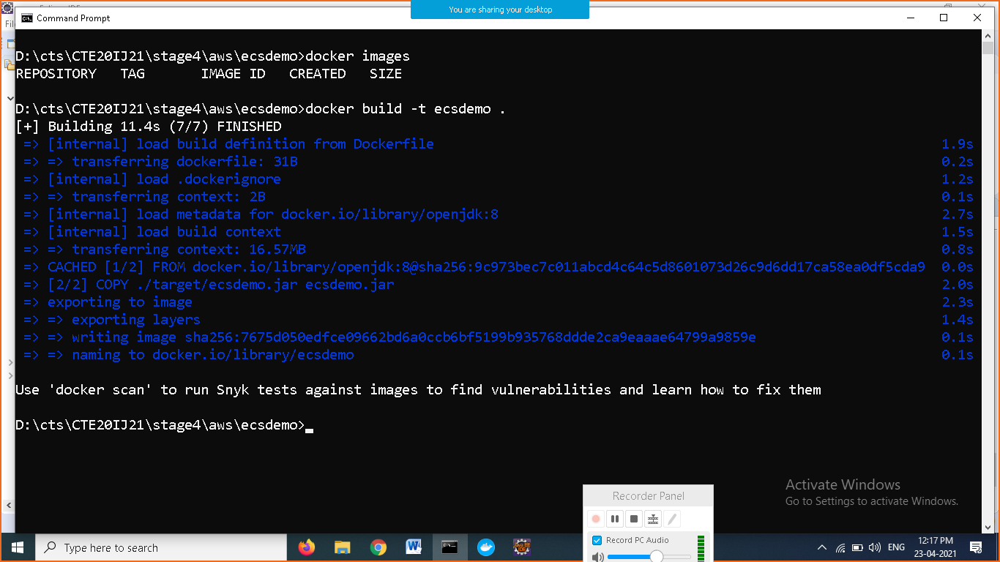 You are sharing your desktop
Command Prompt
D:\cts\CTE20IJ21\stage4\aws\ecsdemo>docker images
REPOSITORY TAG IMAGE ID CREATED SIZE
D:\cts\CTE20IJ21\stage4\aws\ecsdemo>docker build -t ecsdemo .
[+] Building 11.4s (7/7) FINISHED
=> [internal] load build definition from Dockerfile 1.9s
=> => transferring dockerfile: 31B 0.2s
=> [internal] load .dockerignore 1.2s
=> => transferring context: 2B 0.1s
=> [internal] load metadata for docker.io/library/openjdk:8 2.7s
=> [internal] load build context 1.5s
=> => transferring context: 16.57MB 0.8s
=> CACHED [1/2] FROM docker.io/library/openjdk:8@sha256:9c973bec7c011abcd4c64c5d8601073d26c9d6dd17ca58ea0df5cda9 0.0s
=> [2/2] COPY ./target/ecsdemo.jar ecsdemo.jar 2.0s
=> exporting to image 2.3s
=> => exporting layers 1.4s
=> => writing image sha256:7675d050edfce09662bd6a0ccb6bf5199b935768ddde2ca9eaaae64799a9859e 0.1s
=> => naming to docker.io/library/ecsdemo 0.1s
Use 'docker scan' to run Snyk tests against images to find vulnerabilities and learn how to fix them
D:\cts\CTE20IJ21\stage4\aws\ecsdemo>
Activate Windows
Go to Settings to activate Windows.
Recorder Panel
Record PC Audio
Type here to search
ENG
12:17 PM
23-04-2021